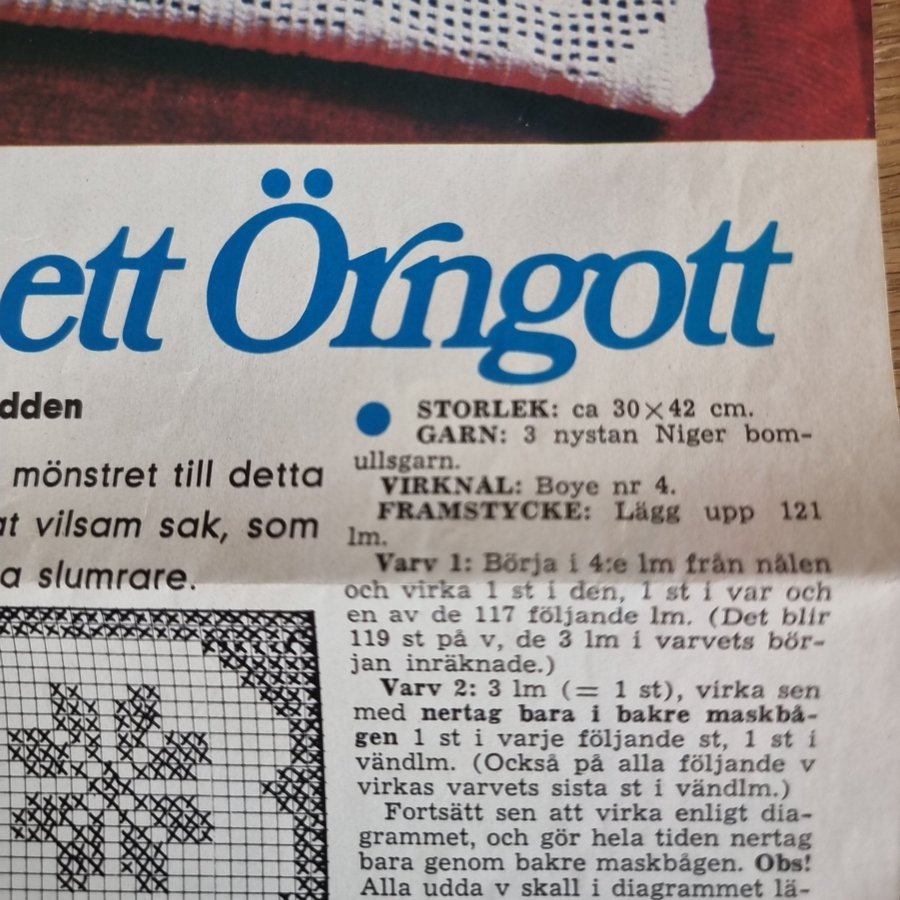 ett Örngott
dden
mönstret till detta
at vilsam sak, som
a slumrare.
STORLEK: ca 30×42 cm.
GARN: 3 nystan Niger bom-
ullsgarn.
VIRKNÅL: Boye nr 4.
FRAMSTYCKE: Lägg upp 121
lm.
Varv 1: Börja i 4:e lm från nålen
och virka 1 st i den, 1 st i var och
en av de 117 följande lm. (Det blir
119 st på v, de 3 lm i varvets bör-
jan inräknade.)
Varv 2: 3 lm (= 1 st), virka sen
med nertag bara i bakre maskbå-
gen 1 st i varje följande st, 1 st i
vändlm. (Också på alla följande v
virkas varvets sista st i vändlm.)
Fortsätt sen att virka enligt dia-
grammet, och gör hela tiden nertag
bara genom bakre maskbågen. Obs!
Alla udda v skall i diagrammet lä-